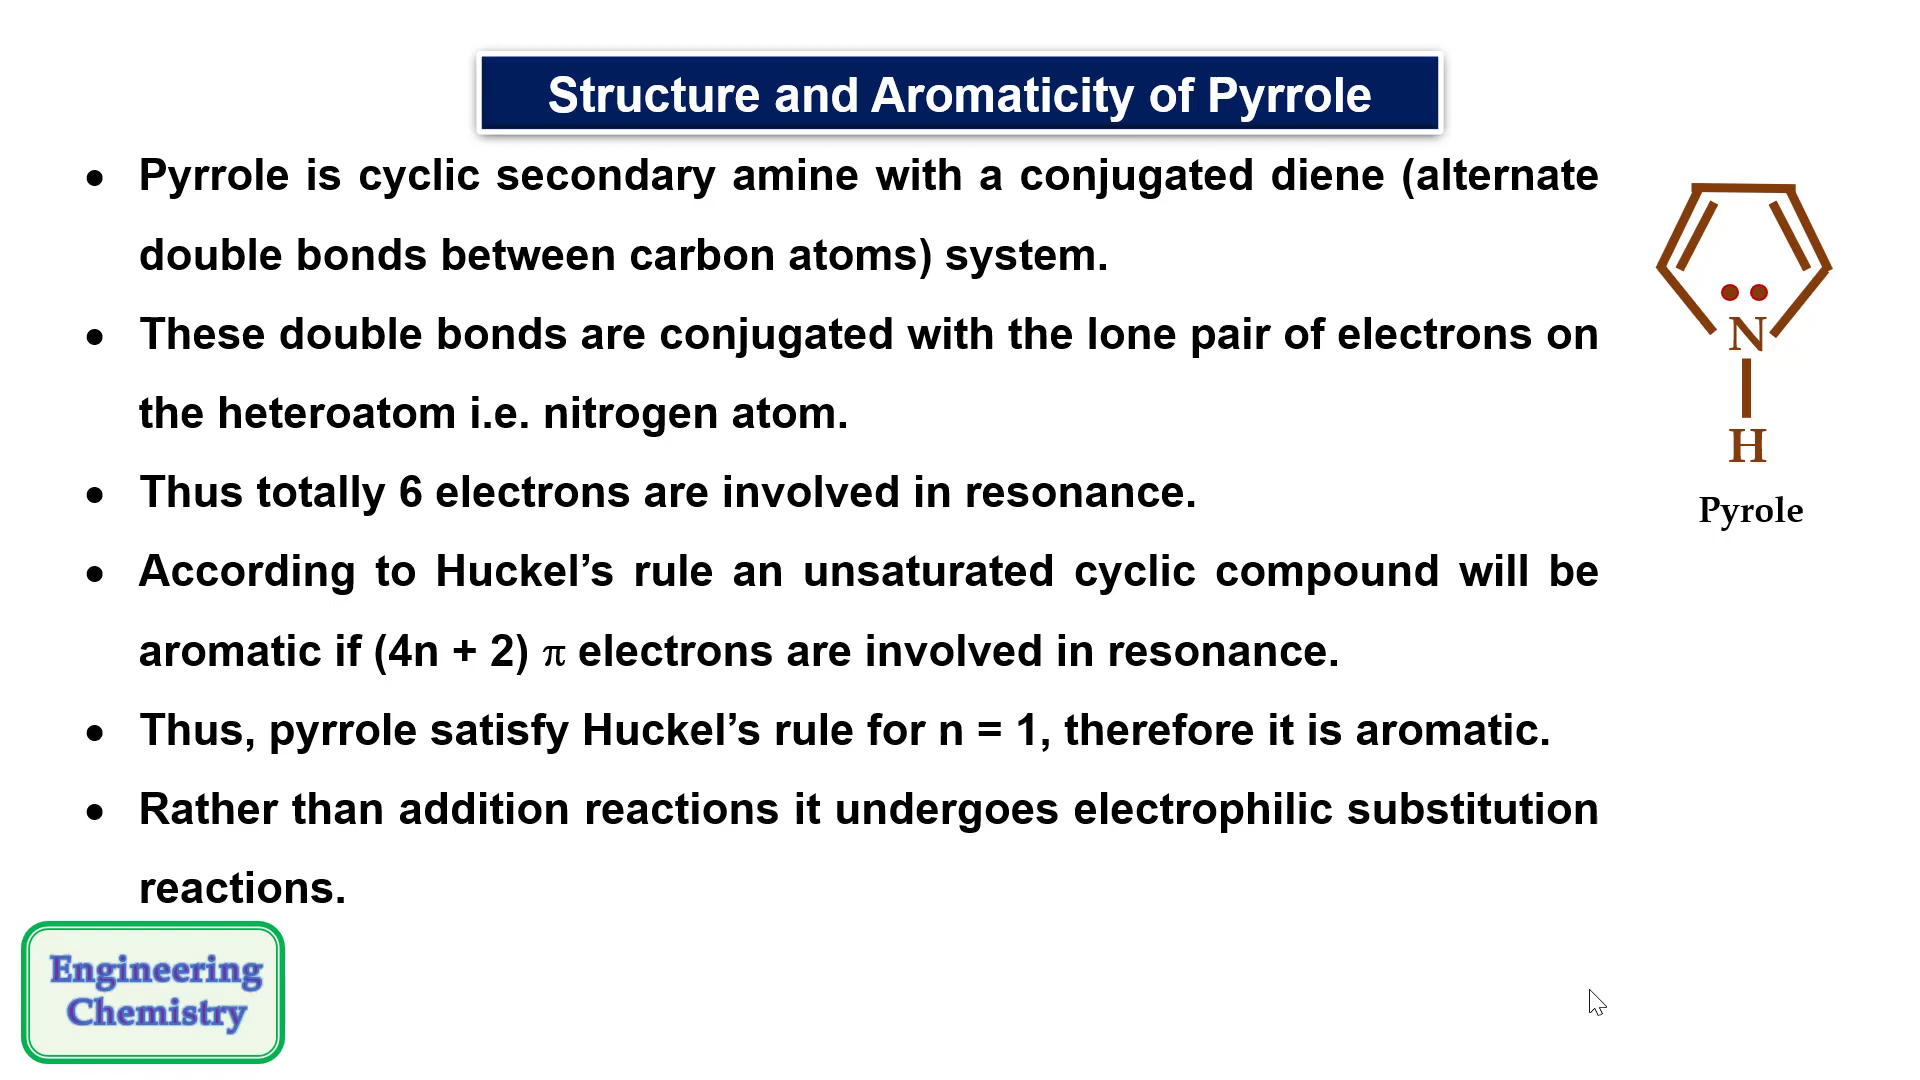 Structure and Aromaticity of Pyrrole
• Pyrrole is cyclic secondary amine with a conjugated diene (alternate
double bonds between carbon atoms) system.
• These double bonds are conjugated with the lone pair of electrons on
the heteroatom i.e. nitrogen atom.
• Thus totally 6 electrons are involved in resonance.
• According to Huckel’s rule an unsaturated cyclic compound will be
aromatic if (4n + 2) π electrons are involved in resonance.
• Thus, pyrrole satisfy Huckel’s rule for n = 1, therefore it is aromatic.
• Rather than addition reactions it undergoes electrophilic substitution
reactions.
N
H
Pyrole
Engineering
Chemistry